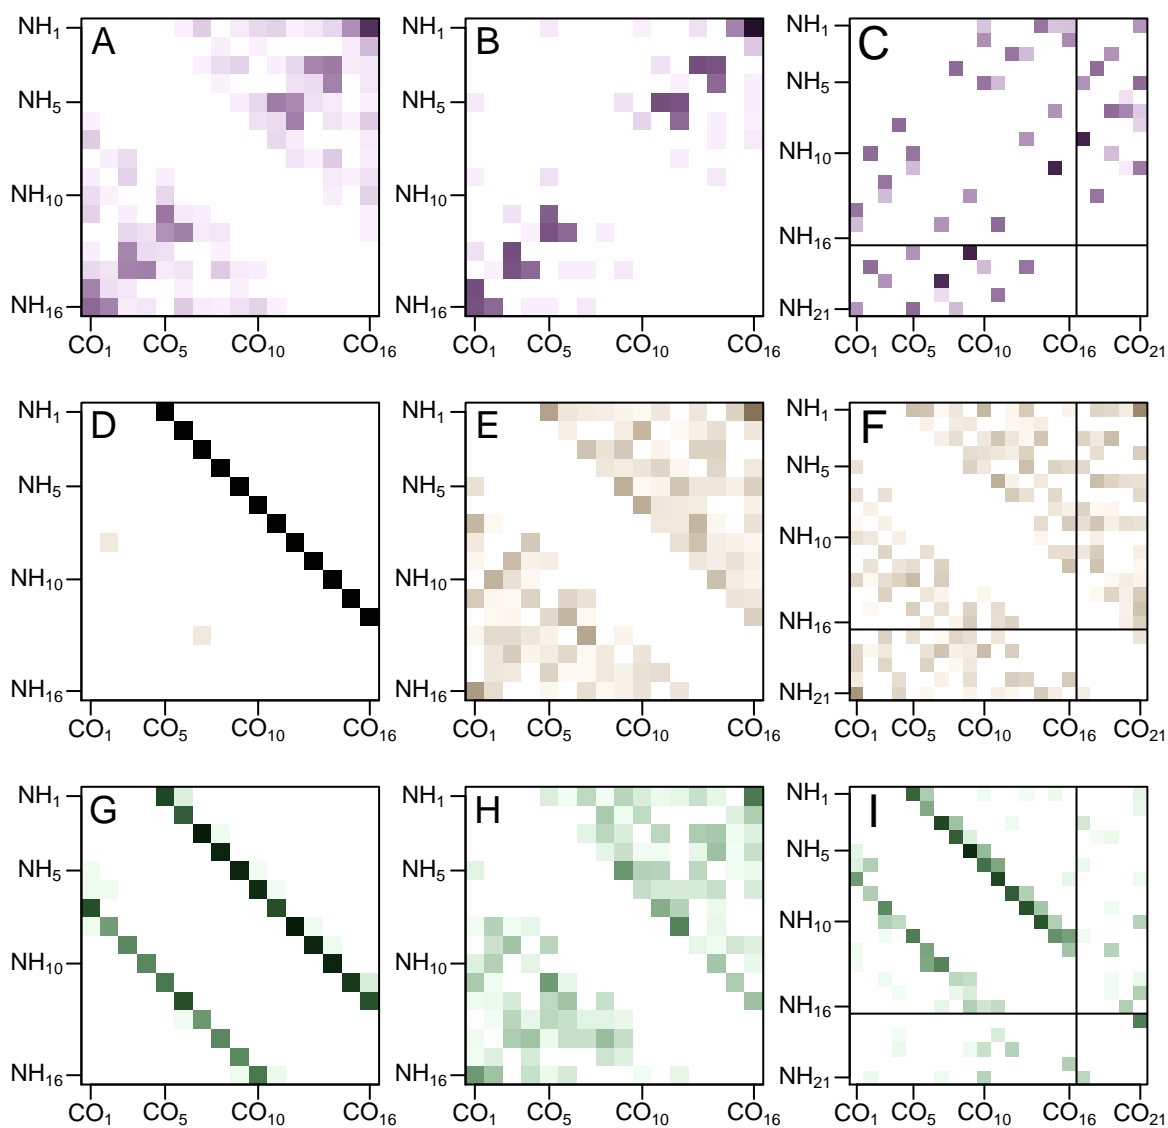 A
NH₁
NH₅
NH₁₀
NH₁₆
CO₁ CO₅ CO₁₀ CO₁₆
B
NH₁
NH₅
NH₁₀
NH₁₆
CO₁ CO₅ CO₁₀ CO₁₆
C
NH₁
NH₅
NH₁₀
NH₁₆
NH₂₁
CO₁ CO₅ CO₁₀ CO₁₆ CO₂₁
D
NH₁
NH₅
NH₁₀
NH₁₆
CO₁ CO₅ CO₁₀ CO₁₆
E
NH₁
NH₅
NH₁₀
NH₁₆
CO₁ CO₅ CO₁₀ CO₁₆
F
NH₁
NH₅
NH₁₀
NH₁₆
NH₂₁
CO₁ CO₅ CO₁₀ CO₁₆ CO₂₁
G
NH₁
NH₅
NH₁₀
NH₁₆
CO₁ CO₅ CO₁₀ CO₁₆
H
NH₁
NH₅
NH₁₀
NH₁₆
CO₁ CO₅ CO₁₀ CO₁₆
I
NH₁
NH₅
NH₁₀
NH₁₆
NH₂₁
CO₁ CO₅ CO₁₀ CO₁₆ CO₂₁